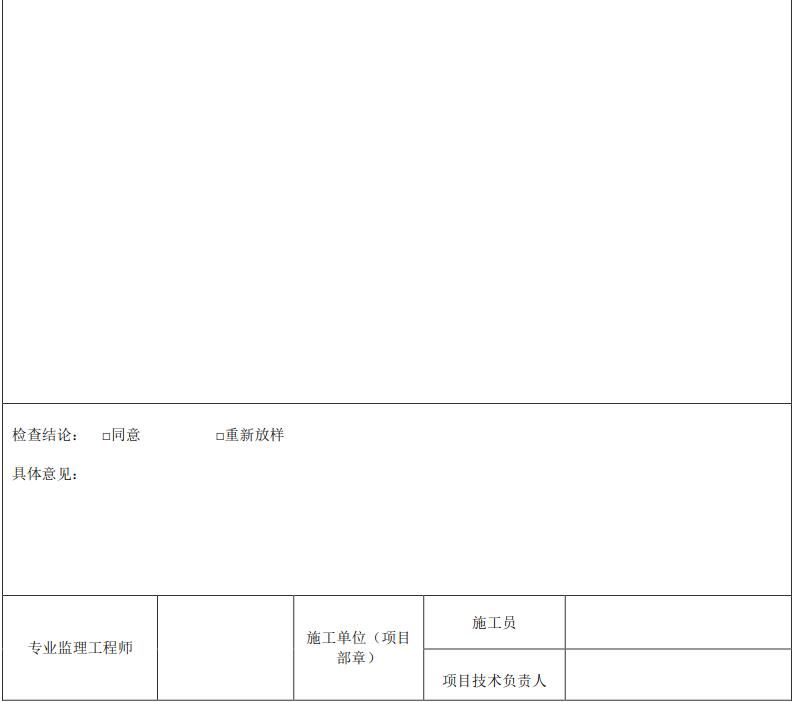 检查结论： □同意 □重新放样
具体意见：
专业监理工程师
施工单位（项目
部章）
施工员
项目技术负责人